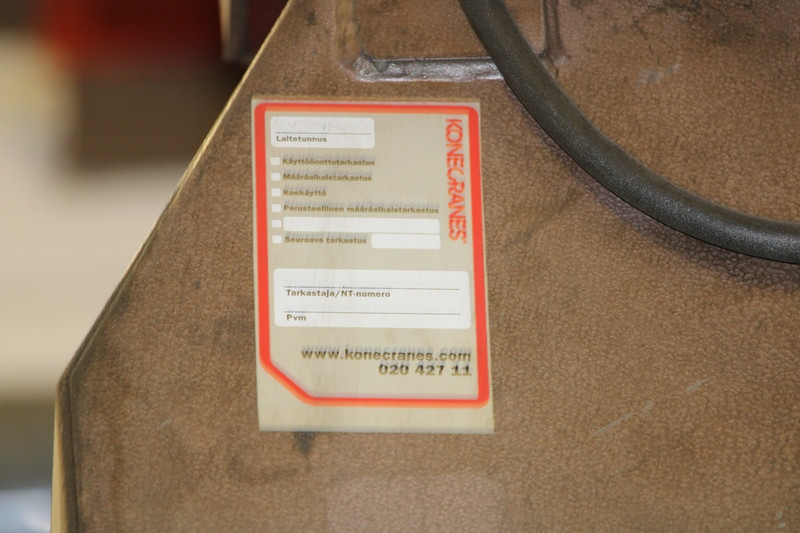 KONECRANES
Laitetunnus
Käyttöönottotarkastus
Määräaikaistarkastus
Koekäyttö
Perusteellinen määräaikaistarkastus
Seuraava tarkastus
Tarkastaja/NT-numero
Pvm
www.konecranes.com
020 427 11